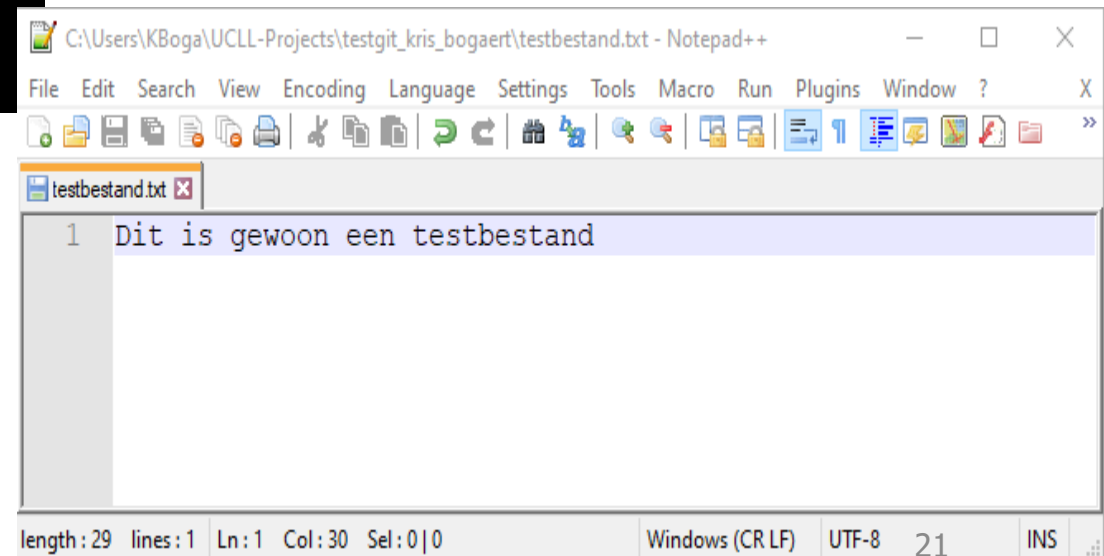 C:\Users\KBoga\UCLL-Projects\testgit_kris_bogaert\testbestand.txt - Notepad++
File Edit Search View Encoding Language Settings Tools Macro Run Plugins Window ? X
testbestand.txt
1 Dit is gewoon een testbestand
length : 29 lines : 1 Ln : 1 Col : 30 Sel : 0 | 0 Windows (CR LF) UTF-8 21 INS